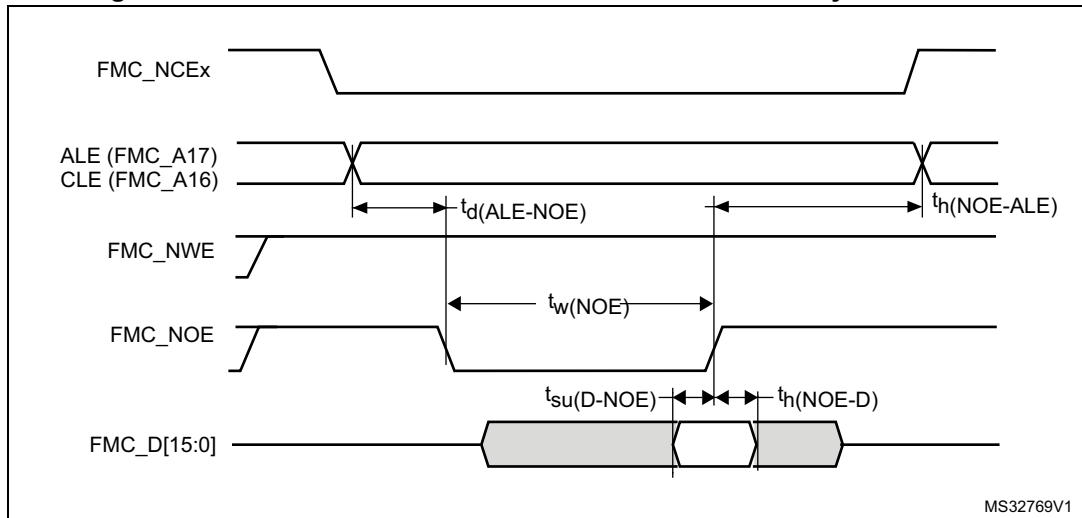 FMC_NCEx
ALE (FMC_A17)
CLE (FMC_A16)
td(ALE-NOE)
th(NOE-ALE)
FMC_NWE
tw(NOE)
FMC_NOE
tsu(D-NOE)
th(NOE-D)
FMC_D[15:0]
MS32769V1